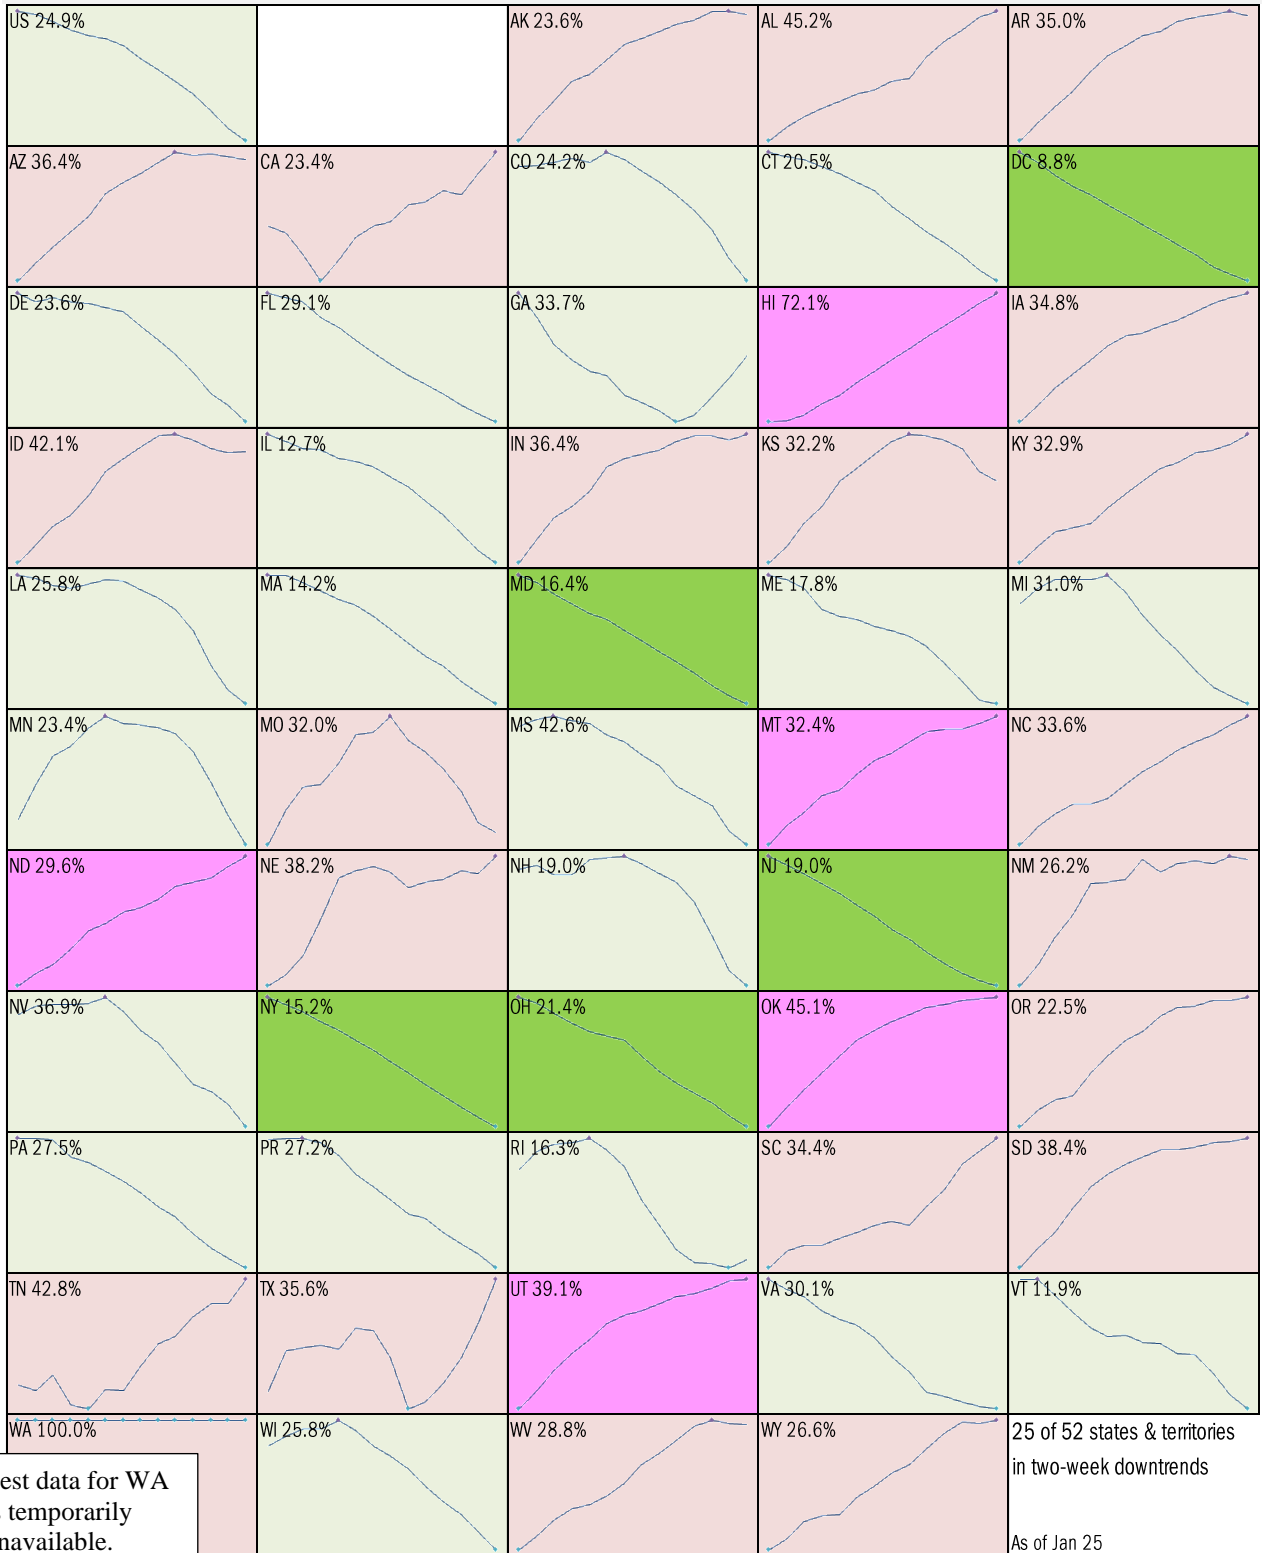 US 24.9%
AK 23.6%
AL 45.2%
AR 35.0%
AZ 36.4%
CA 23.4%
CO 24.2%
CT 20.5%
DC 8.8%
DE 23.6%
FL 29.1%
GA 33.7%
HI 72.1%
IA 34.8%
ID 42.1%
IL 12.7%
IN 36.4%
KS 32.2%
KY 32.9%
LA 25.8%
MA 14.2%
MD 16.4%
ME 17.8%
MI 31.0%
MN 23.4%
MO 32.0%
MS 42.6%
MT 32.4%
NC 33.6%
ND 29.6%
NE 38.2%
NH 19.0%
NJ 19.0%
NM 26.2%
NV 36.9%
NY 15.2%
OH 21.4%
OK 45.1%
OR 22.5%
PA 27.5%
PR 27.2%
RI 16.3%
SC 34.4%
SD 38.4%
TN 42.8%
TX 35.6%
UT 39.1%
VA 30.1%
VT 11.9%
WA 100.0%
WI 25.8%
WV 28.8%
WY 26.6%
25 of 52 states & territories
in two-week downtrends
As of Jan 25
est data for WA
temporarily
navailable.